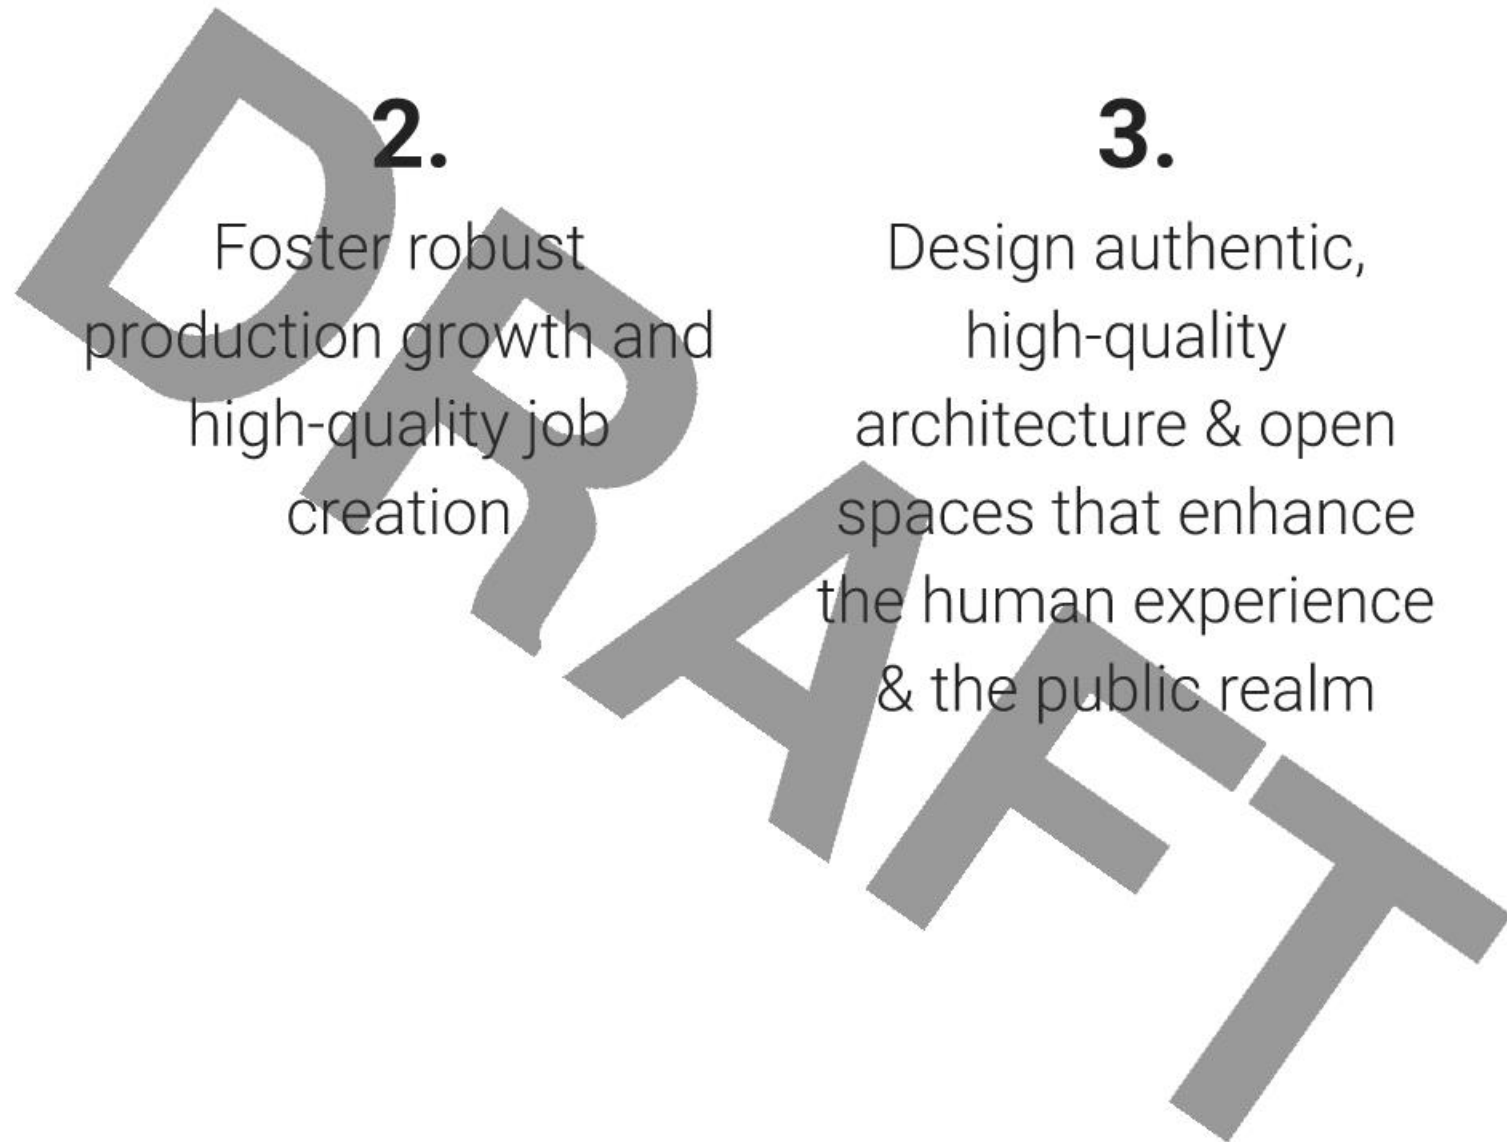 2.
Foster robust
production growth and
high-quality job
creation
3.
Design authentic,
high-quality
architecture & open
spaces that enhance
the human experience
& the public realm
DRAFT